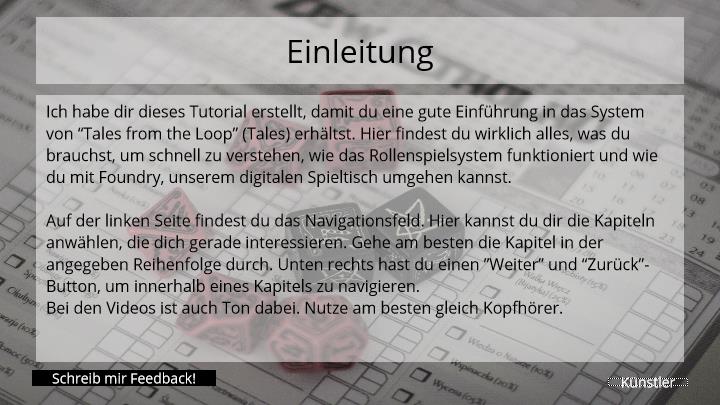 Einleitung
Ich habe dir dieses Tutorial erstellt, damit du eine gute Einführung in das System
von “Tales from the Loop” (Tales) erhältst. Hier findest du wirklich alles, was du
brauchst, um schnell zu verstehen, wie das Rollenspielsystem funktioniert und wie
du mit Foundry, unserem digitalen Spieltisch umgehen kannst.
Auf der linken Seite findest du das Navigationsfeld. Hier kannst du dir die Kapiteln
anwählen, die dich gerade interessieren. Gehe am besten die Kapitel in der
angegeben Reihenfolge durch. Unten rechts hast du einen ”Weiter” und “Zurück”-
Button, um innerhalb eines Kapitels zu navigieren.
Bei den Videos ist auch Ton dabei. Nutze am besten gleich Kopfhörer.
Schreib mir Feedback!
Künstler